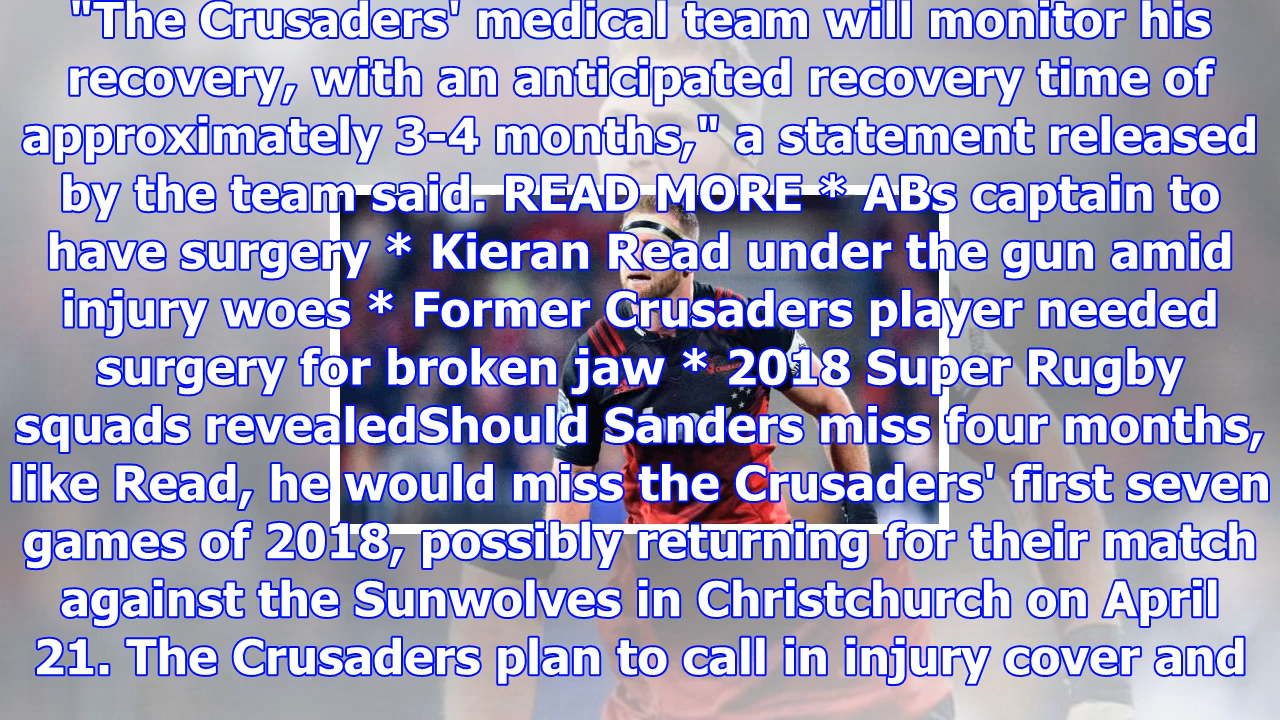 "The Crusaders' medical team will monitor his
recovery, with an anticipated recovery time of
approximately 3-4 months," a statement released
by the team said. READ MORE * ABs captain to
have surgery * Kieran Read under the gun amid
injury woes * Former Crusaders player needed
surgery for broken jaw * 2018 Super Rugby
squads revealedShould Sanders miss four months,
like Read, he would miss the Crusaders' first seven
games of 2018, possibly returning for their match
against the Sunwolves in Christchurch on April
21. The Crusaders plan to call in injury cover and